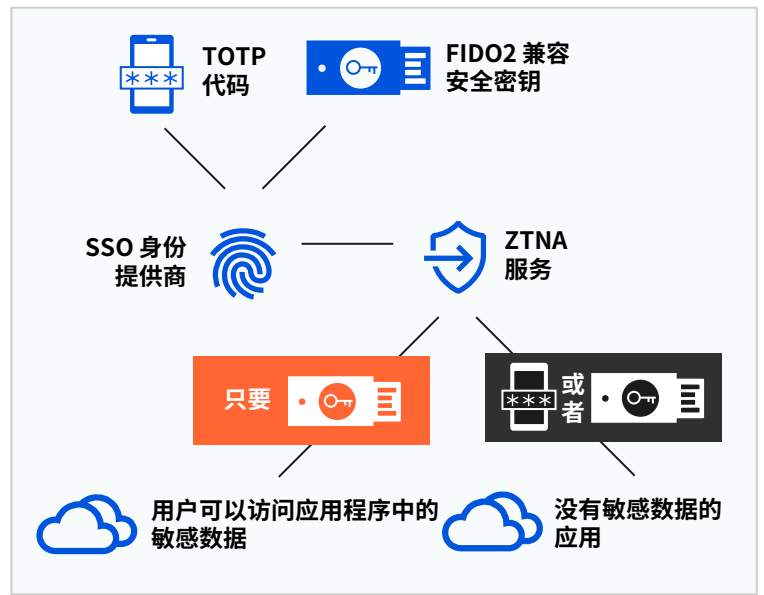 TOTP
代码
FIDO2 兼容
安全密钥
***
SSO 身份
提供商
ZTNA
服务
只要
***
或
者
用户可以访问应用程序中的
敏感数据
没有敏感数据的
应用